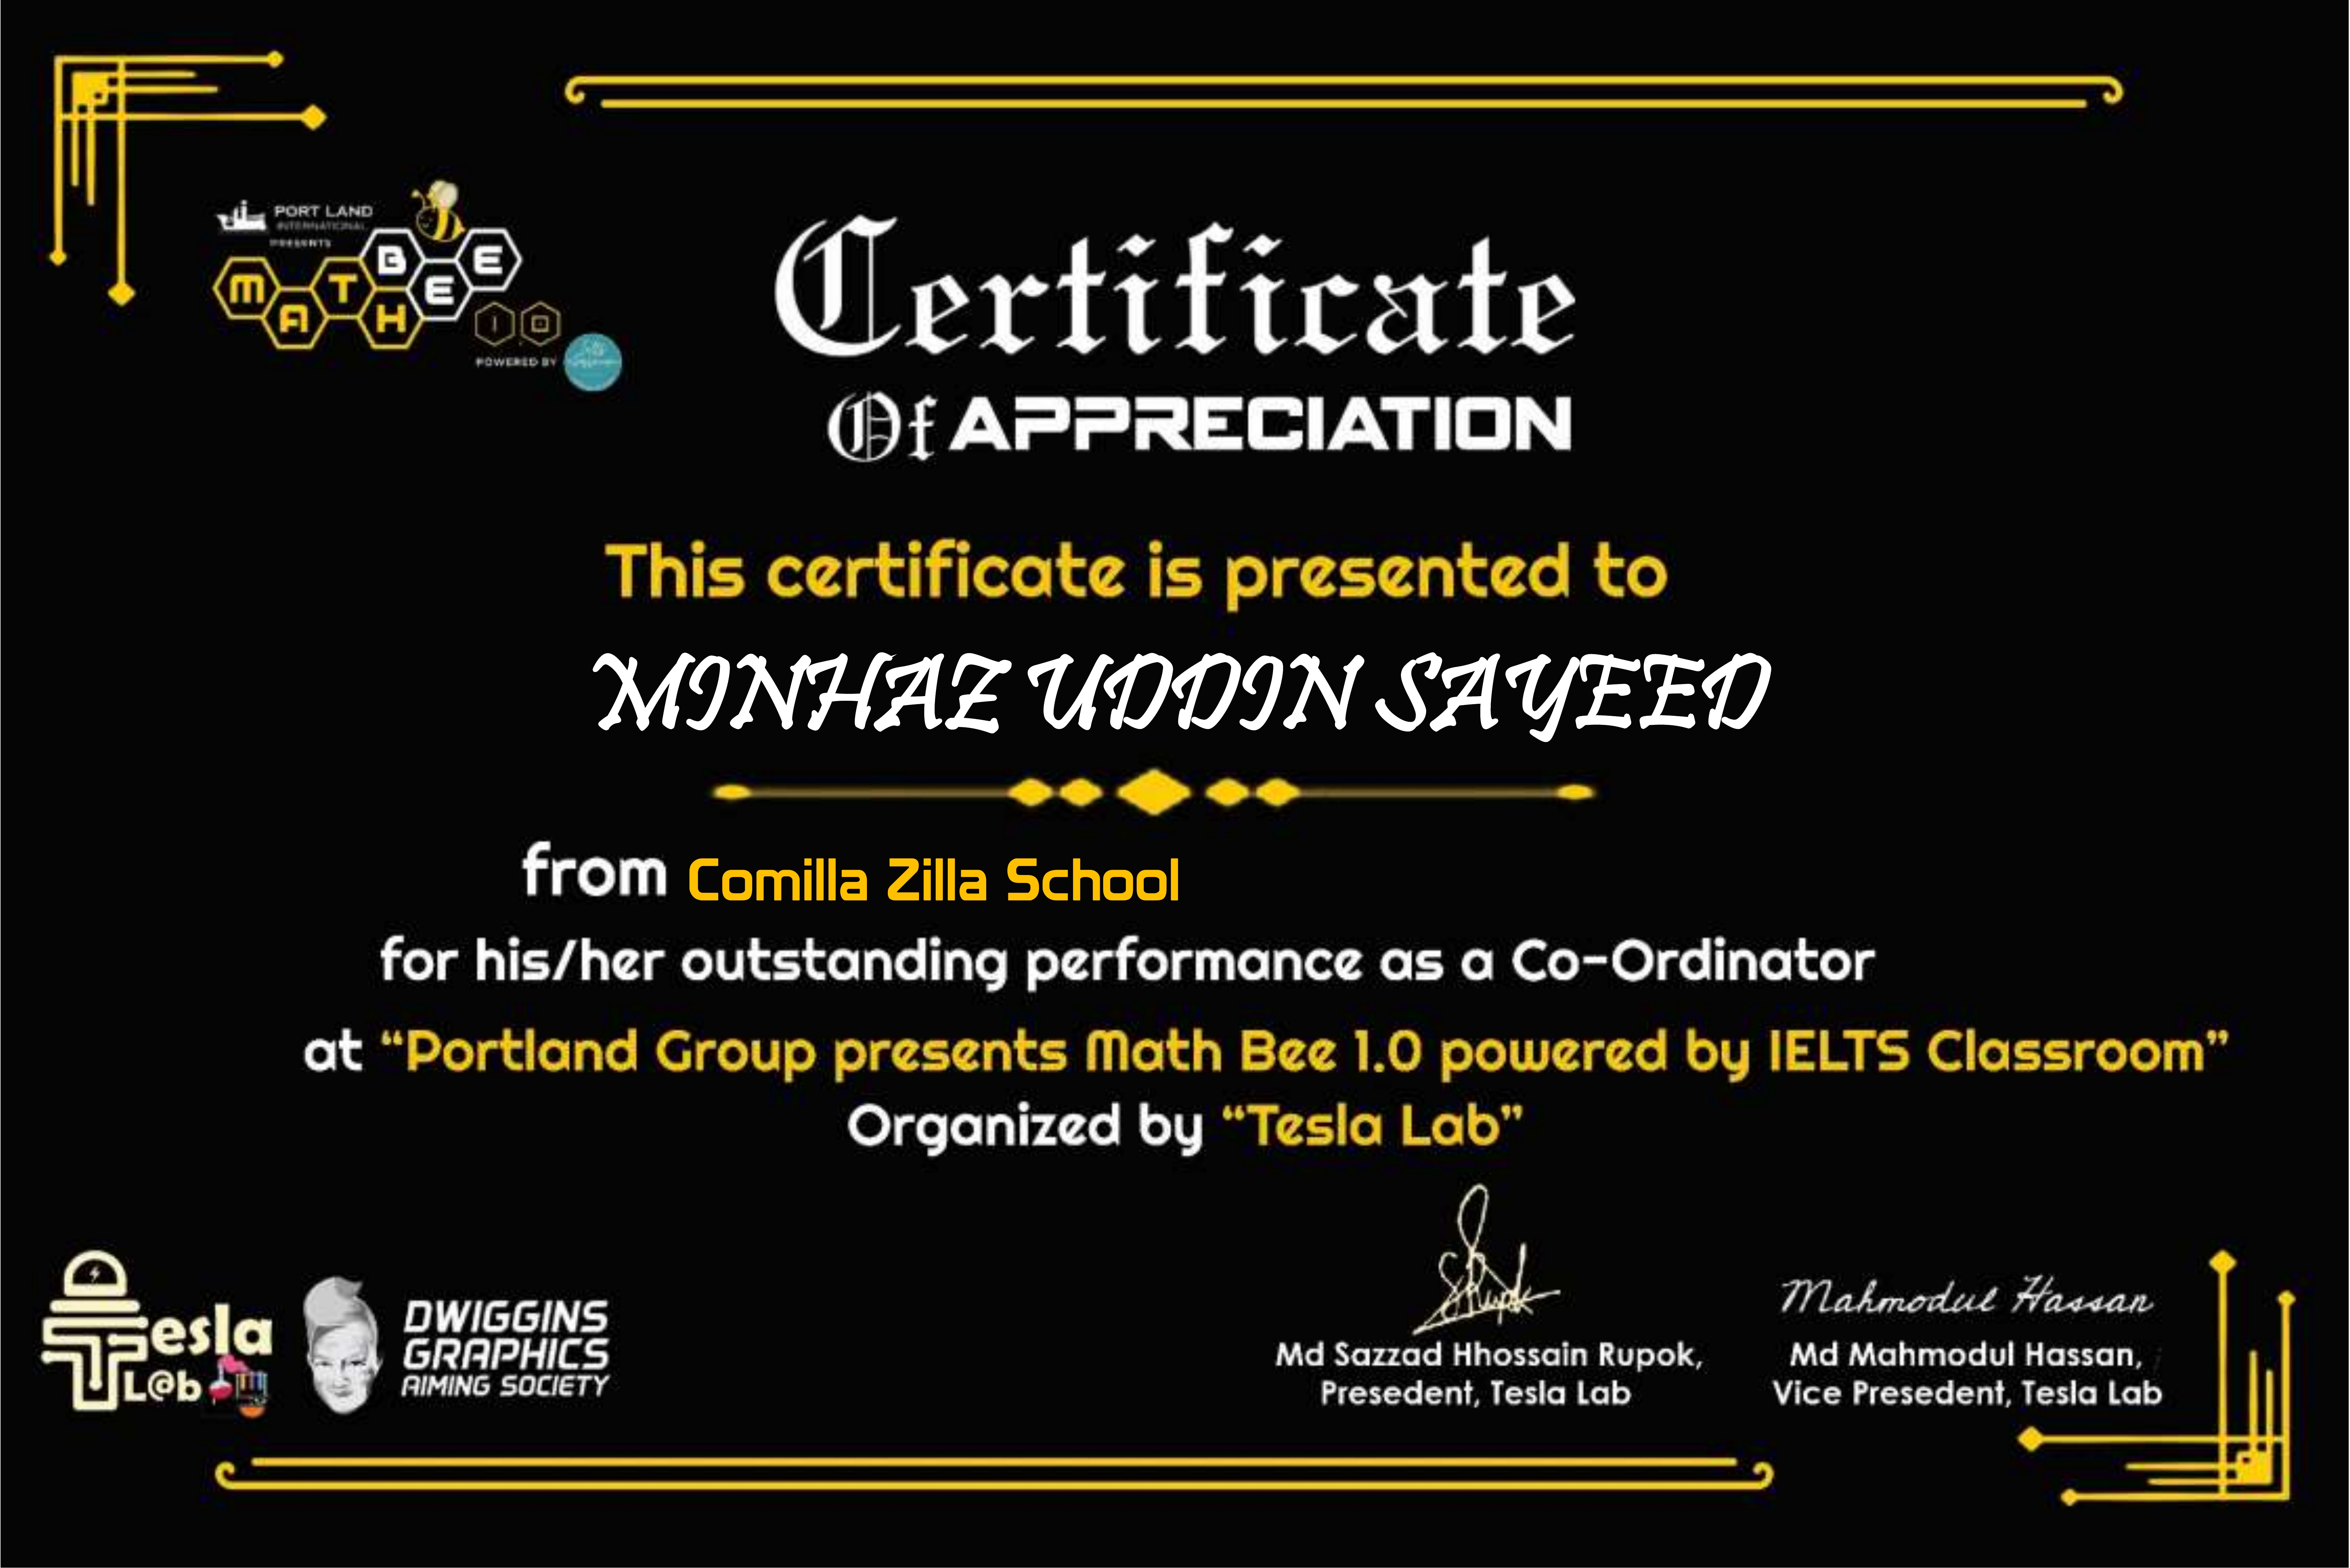 PORT LAND
INTERNATIONAL
PRESENTS
MATH BEE
1.0
POWERED BY
Certificate
Of APPRECIATION
This certificate is presented to
MINHAZ UDDIN SAYEED
from Comilla Zilla School
for his/her outstanding performance as a Co-Ordinator
at “Portland Group presents Math Bee 1.0 powered by IELTS Classroom”
Organized by “Tesla Lab”
Tesla
L@b
DWIGGINS
GRAPHICS
AIMING SOCIETY
Mahmodul Hassan
Md Sazzad Hhossain Rupok,
Presedent, Tesla Lab
Md Mahmodul Hassan,
Vice Presedent, Tesla Lab